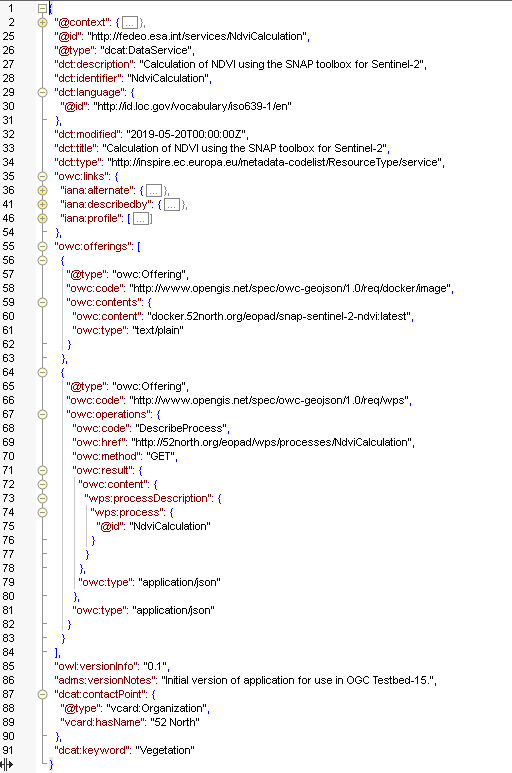 1 {
2 "@context": { ... },
25 "@id": "http://fedeo.esa.int/services/NdviCalculation",
26 "@type": "dcat:DataService",
27 "dct:description": "Calculation of NDVI using the SNAP toolbox for Sentinel-2",
28 "dct:identifier": "NdviCalculation",
29 "dct:language": {
30 "@id": "http://id.loc.gov/vocabulary/iso639-1/en"
31 },
32 "dct:modified": "2019-05-20T00:00:00Z",
33 "dct:title": "Calculation of NDVI using the SNAP toolbox for Sentinel-2",
34 "dct:type": "http://inspire.ec.europa.eu/metadata-codelist/ResourceType/service",
35 "owc:links": {
36 "iana:alternate": { ... },
41 "iana:describedby": { ... },
46 "iana:profile": [ ... ]
54 },
55 "owc:offerings": [
56 {
57 "@type": "owc:Offering",
58 "owc:code": "http://www.opengis.net/spec/owc-geojson/1.0/req/docker/image",
59 "owc:contents": {
60 "owc:content": "docker.52north.org/eopad/snap-sentinel-2-ndvi:latest",
61 "owc:type": "text/plain"
62 }
63 },
64 {
65 "@type": "owc:Offering",
66 "owc:code": "http://www.opengis.net/spec/owc-geojson/1.0/req/wps",
67 "owc:operations": {
68 "owc:code": "DescribeProcess",
69 "owc:href": "http://52north.org/eopad/wps/processes/NdviCalculation",
70 "owc:method": "GET",
71 "owc:result": {
72 "owc:content": {
73 "wps:processDescription": {
74 "wps:process": {
75 "@id": "NdviCalculation"
76 }
77 }
78 },
79 "owc:type": "application/json"
80 },
81 "owc:type": "application/json"
82 }
83 }
84 ],
85 "owl:versionInfo": "0.1",
86 "adms:versionNotes": "Initial version of application for use in OGC Testbed-15.",
87 "dcat:contactPoint": {
88 "@type": "vcard:Organization",
89 "vcard:hasName": "52 North"
90 },
91 "dcat:keyword": "Vegetation"
}